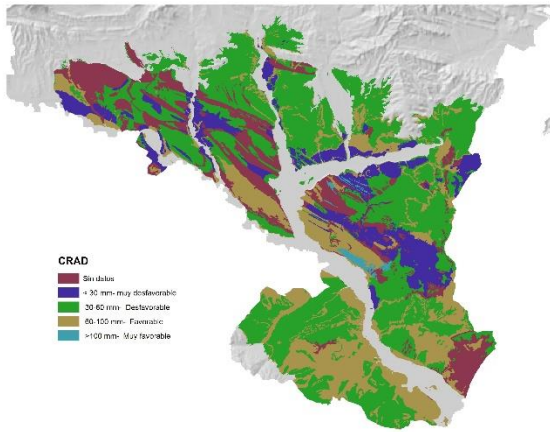 CRAD
Sin datos
< 30 mm- muy desfavorable
30-60 mm- Desfavorable
60-100 mm- Favorable
>100 mm- Muy favorable